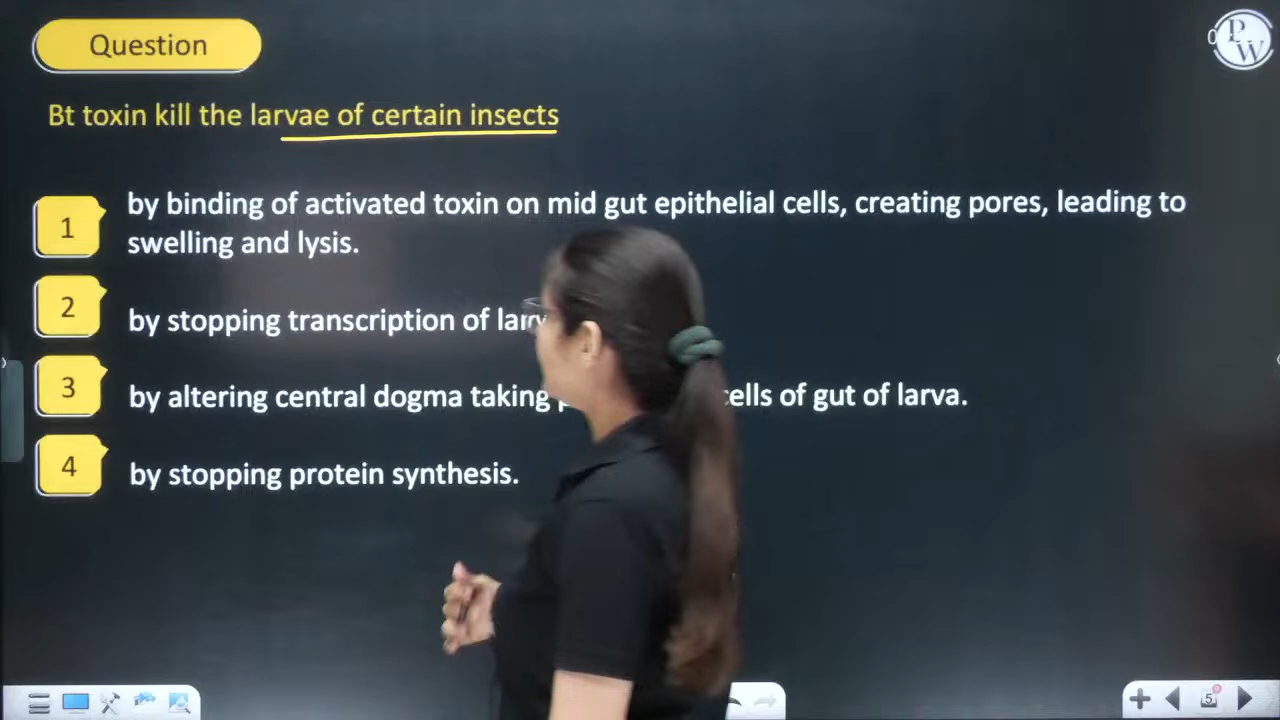 Question
P
W
Bt toxin kill the larvae of certain insects
1
by binding of activated toxin on mid gut epithelial cells, creating pores, leading to
swelling and lysis.
2
by stopping transcription of
3
by altering central dogma taking cells of gut of larva.
4
by stopping protein synthesis.
5